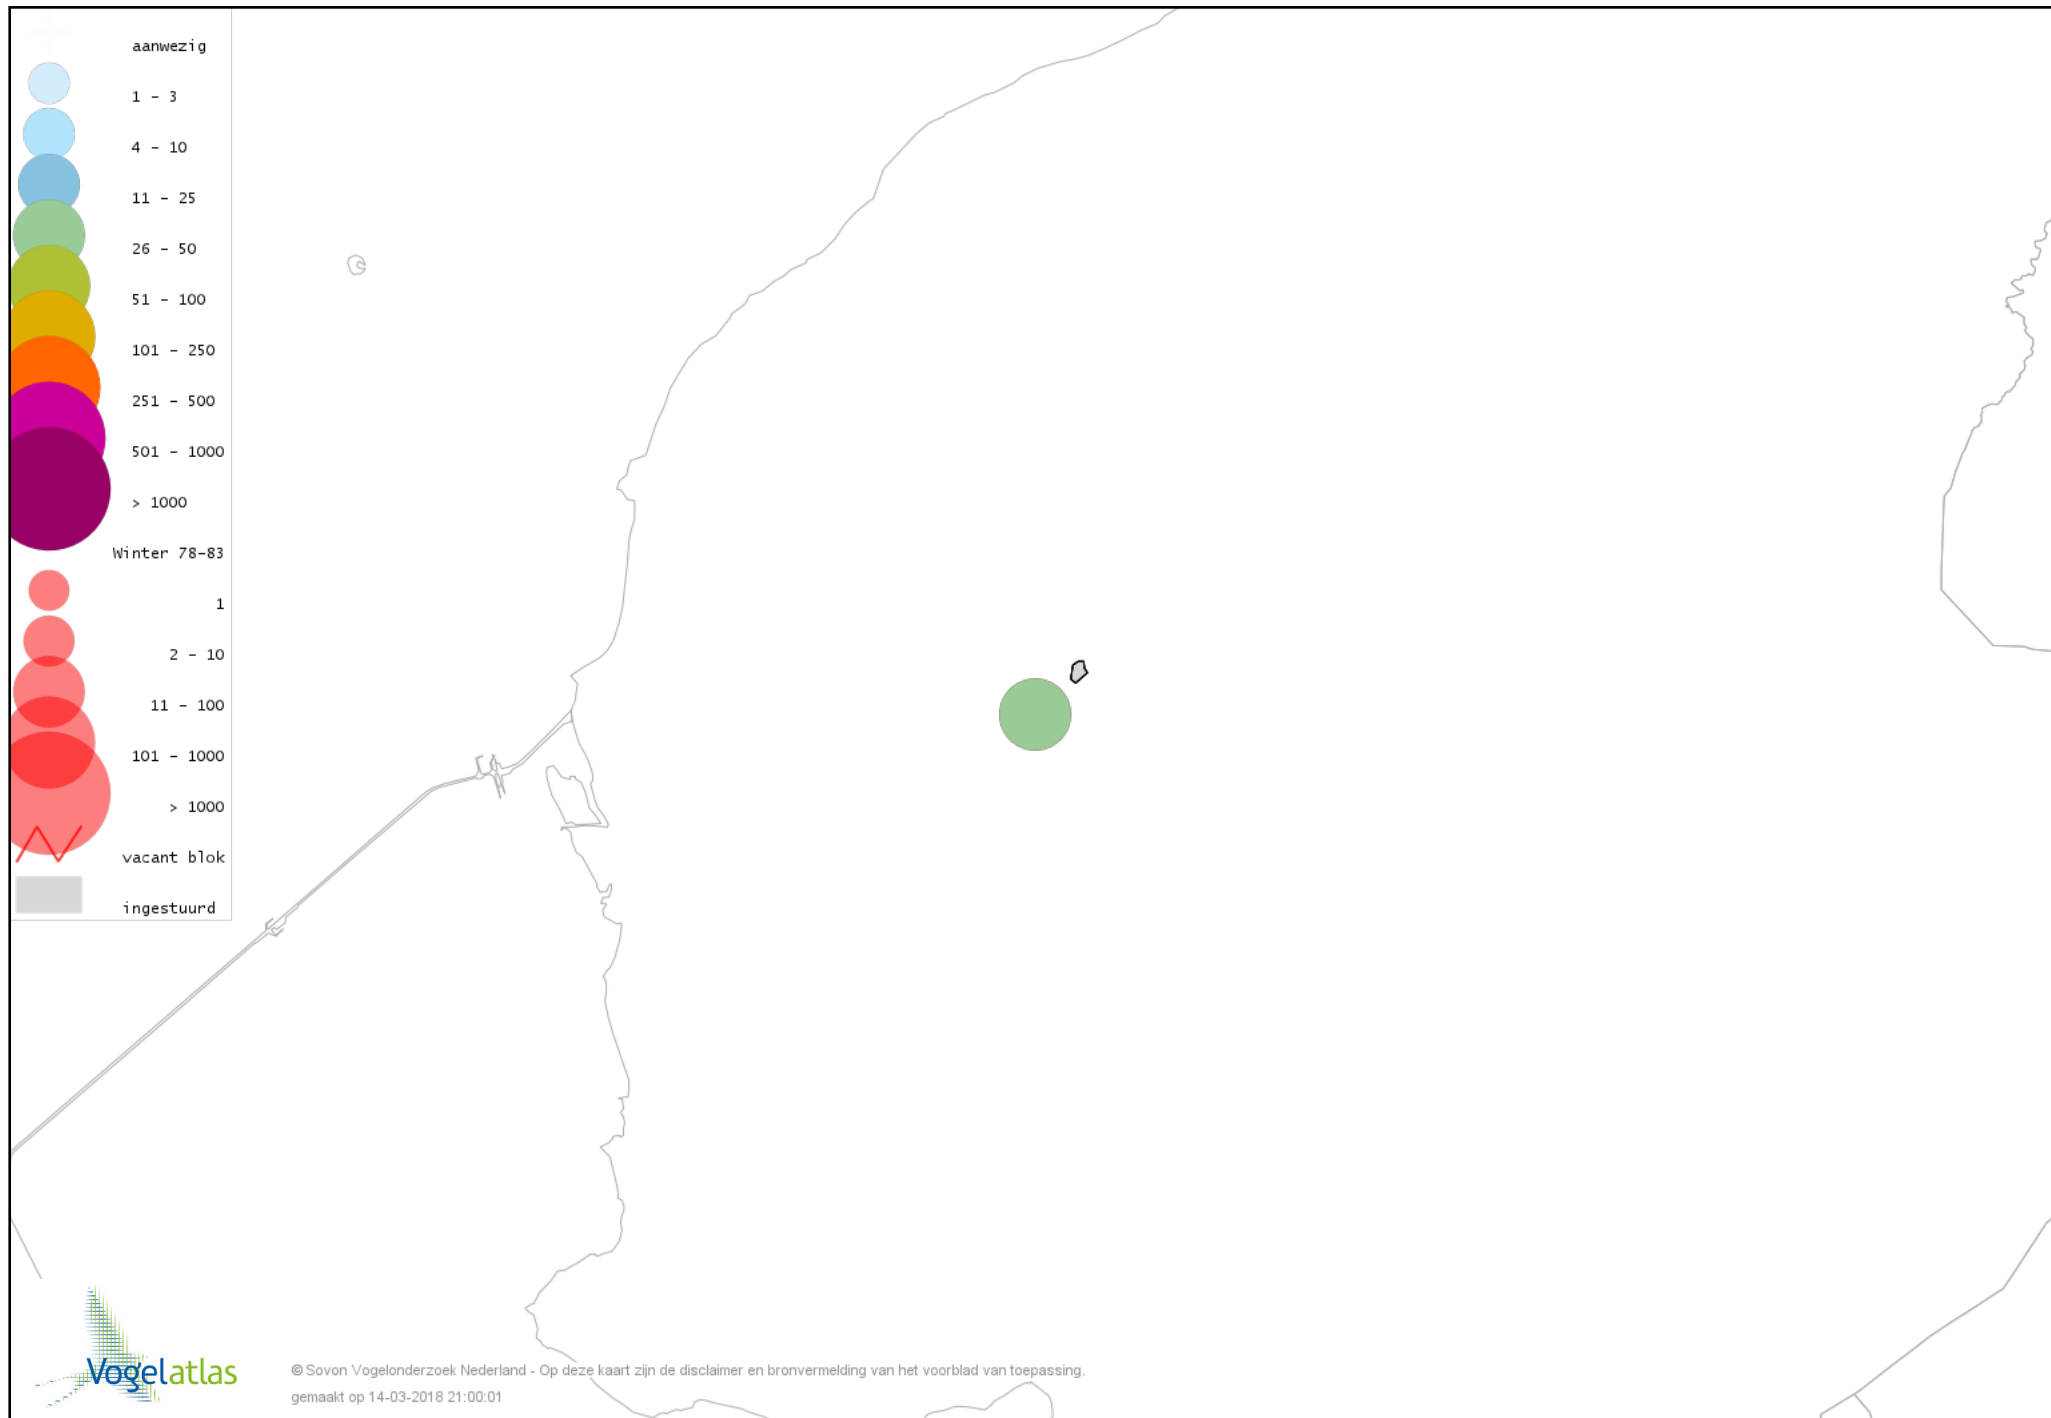 aanwezig
1 - 3
4 - 10
11 - 25
26 - 50
51 - 100
101 - 250
251 - 500
501 - 1000
> 1000
Winter 78-83
1
2 - 10
11 - 100
101 - 1000
> 1000
vacant blok
ingestuurd
Vogelatlas
© Sovon Vogelonderzoek Nederland - Op deze kaart zijn de disclaimer en bronvermelding van het voorblad van toepassing.
gemaakt op 14-03-2018 21:00:01